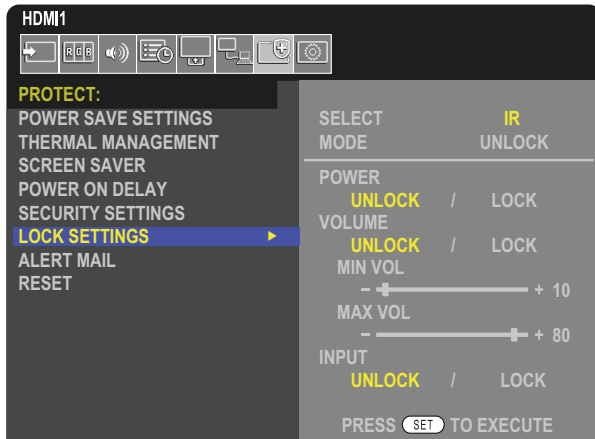 HDMI1
RGB
PROTECT:
POWER SAVE SETTINGS
THERMAL MANAGEMENT
SCREEN SAVER
POWER ON DELAY
SECURITY SETTINGS
LOCK SETTINGS
ALERT MAIL
RESET
SELECT IR
MODE UNLOCK
POWER
UNLOCK / LOCK
VOLUME
UNLOCK / LOCK
MIN VOL
- + 10
MAX VOL
- + 80
INPUT
UNLOCK / LOCK
PRESS SET TO EXECUTE